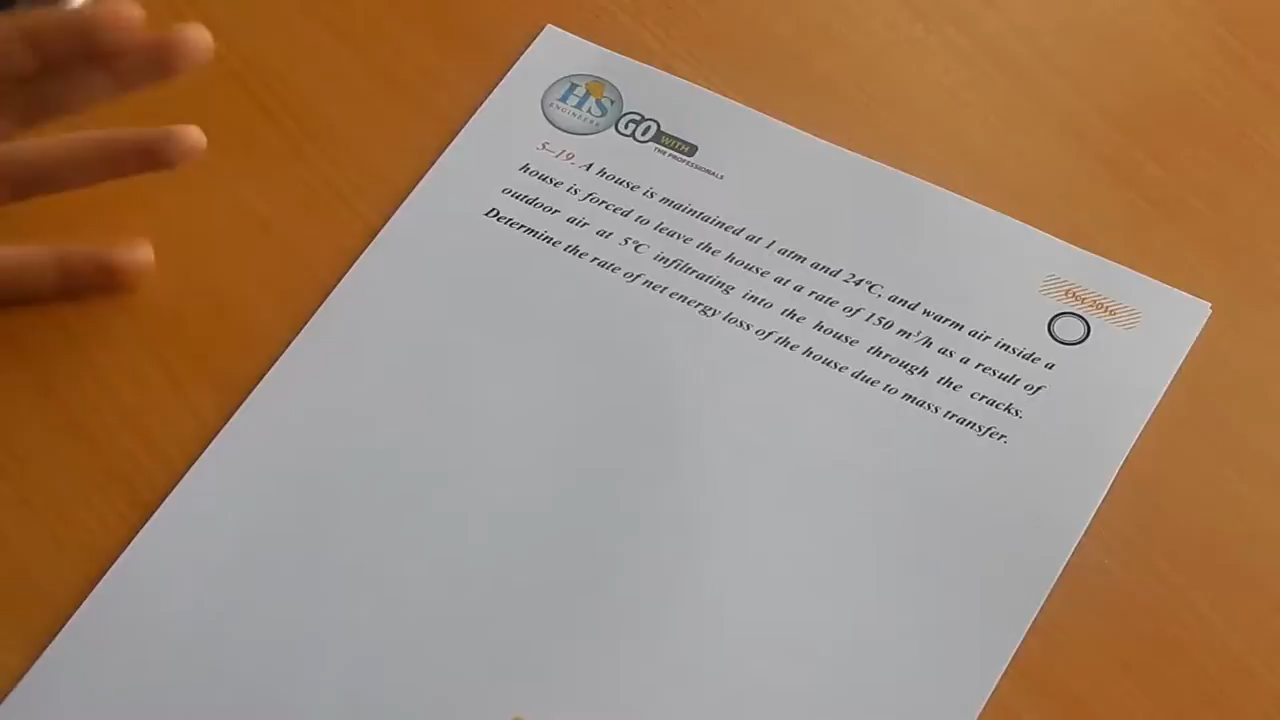 HS
ENGINEERS
GO WITH
THE PROFESSIONALS
5–19. A house is maintained at 1 atm and 24°C, and warm air inside a
house is forced to leave the house at a rate of 150 m³/h as a result of
outdoor air at 5°C infiltrating into the house through the cracks.
Determine the rate of net energy loss of the house due to mass transfer.
Oct 2016